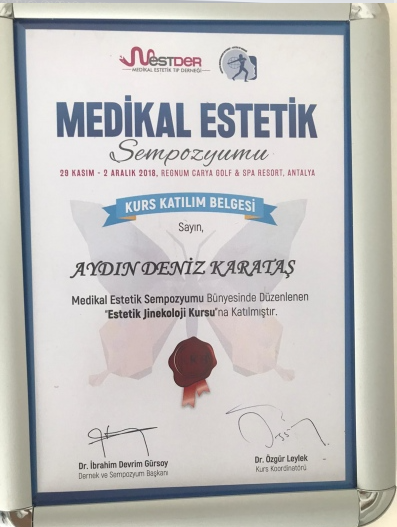 MESTDER
MEDİKAL ESTETİK TIP DERNEĞİ
MEDİKAL ESTETİK
Sempozyumu
29 KASIM - 2 ARALIK 2018, REGNUM CARYA GOLF & SPA RESORT, ANTALYA
KURS KATILIM BELGESİ
Sayın,
AYDIN DENİZ KARATAŞ
Medikal Estetik Sempozyumu Bünyesinde Düzenlenen
"Estetik Jinekoloji Kursu"na Katılmıştır.
Dr. İbrahim Devrim Gürsoy
Dernek ve Sempozyum Başkanı
Dr. Özgür Leylek
Kurs Koordinatörü